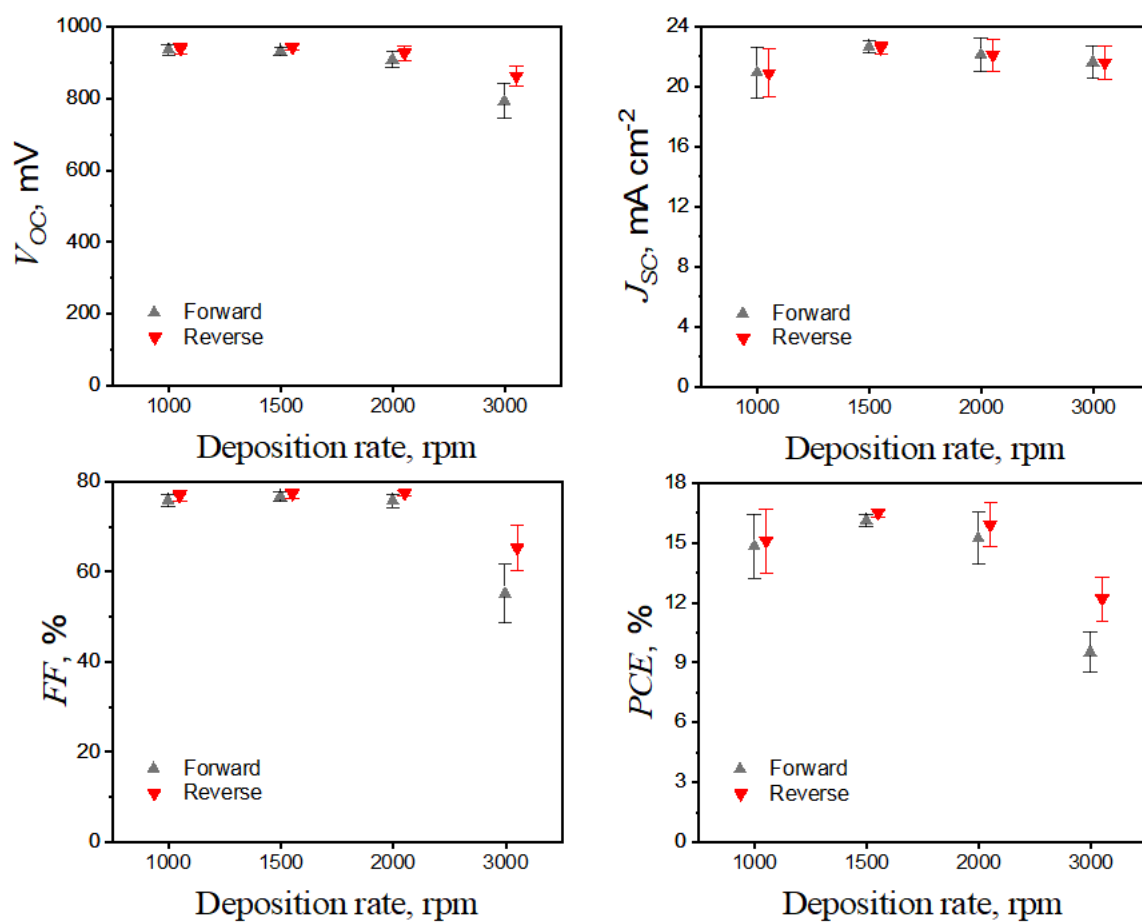 1000
800
600
400
200
0
V_OC, mV
Forward
Reverse
1000 1500 2000 3000
Deposition rate, rpm
24
20
16
12
8
4
0
J_SC, mA cm⁻²
Forward
Reverse
1000 1500 2000 3000
Deposition rate, rpm
80
60
40
20
0
FF, %
Forward
Reverse
1000 1500 2000 3000
Deposition rate, rpm
18
15
12
9
6
3
0
PCE, %
Forward
Reverse
1000 1500 2000 3000
Deposition rate, rpm